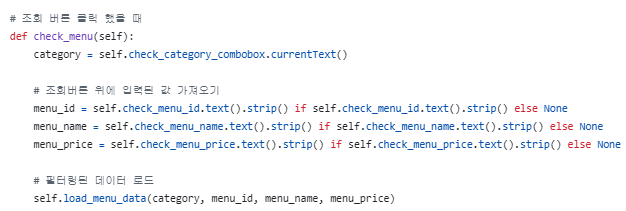 # 조회 버튼 클릭 했을 때
def check_menu(self):
category = self.check_category_combobox.currentText()
# 조회버튼 위에 입력된 값 가져오기
menu_id = self.check_menu_id.text().strip() if self.check_menu_id.text().strip() else None
menu_name = self.check_menu_name.text().strip() if self.check_menu_name.text().strip() else None
menu_price = self.check_menu_price.text().strip() if self.check_menu_price.text().strip() else None
# 필터링된 데이터 로드
self.load_menu_data(category, menu_id, menu_name, menu_price)